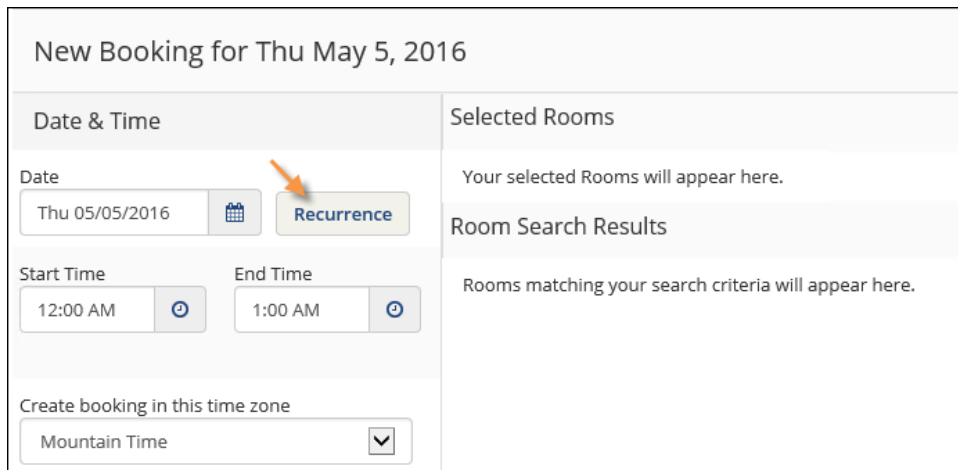 New Booking for Thu May 5, 2016
Date & Time
Date
Thu 05/05/2016
Recurrence
Start Time
End Time
12:00 AM
1:00 AM
Create booking in this time zone
Mountain Time
Selected Rooms
Your selected Rooms will appear here.
Room Search Results
Rooms matching your search criteria will appear here.